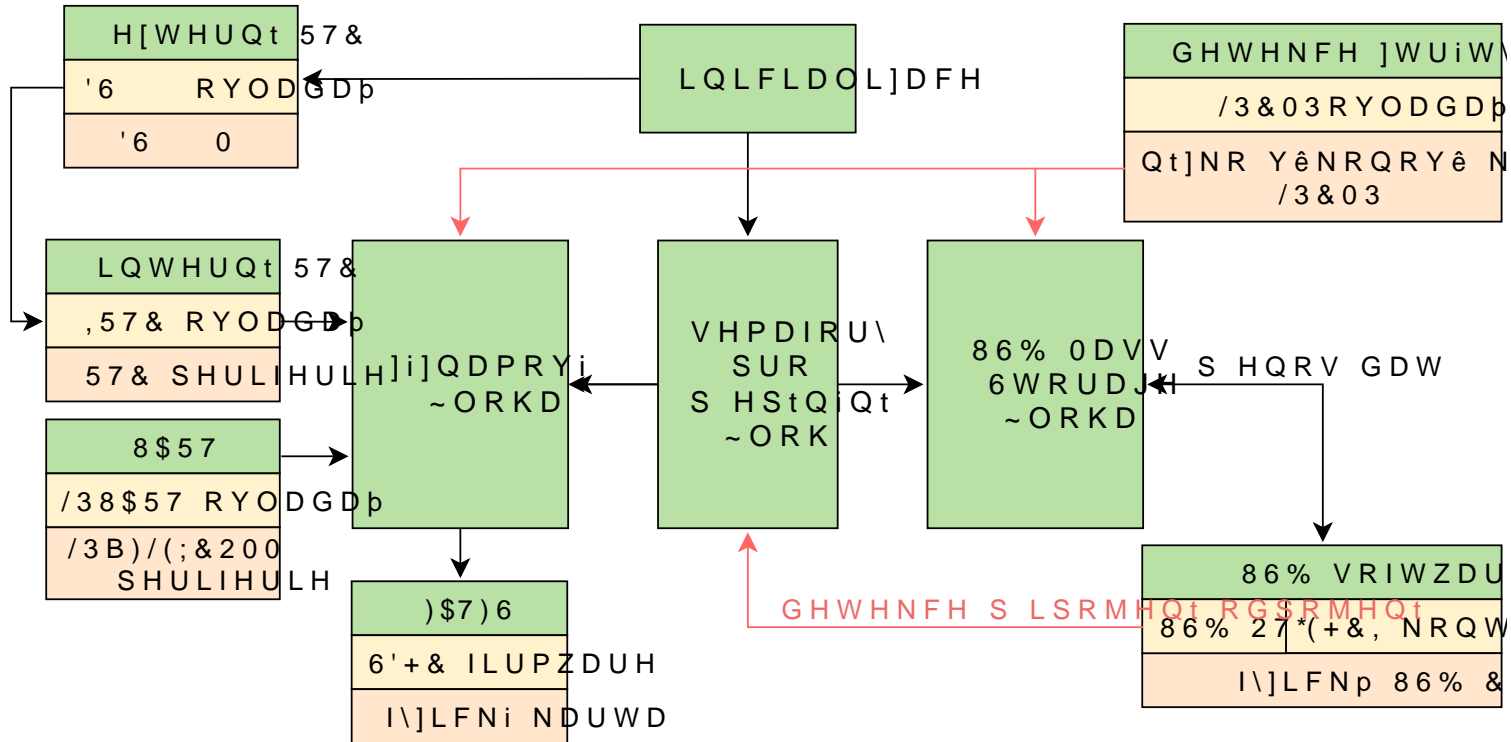 H[WHUQt 57&
'6 RYODGDþ
'6 0
LQLFLDOL]DFH
GHWHNFH ]WUiW\
/3&03RYODGDþ
Qt]NR YêNRQRYê N
/3&03
LQWHUQt 57&
,57& RYODGDþ
57& SHULIHULH
8$57
/38$57 RYODGDþ
/3B)/(;&200
SHULIHULH
]i]QDPRYi
~ORKD
VHPDIRU\
SUR
S HStQiQt
~ORK
86% 0DVV
6WRUDJH
~ORKD
S HQRV GDW
)$7)6
6'+& ILUPZDUH
I\]LFNi NDUWD
GHWHNFH S LSRMHQt RGSRMHQt
86% VRIWZDU
86% 27*(+&, NRQW
I\]LFNp 86% &